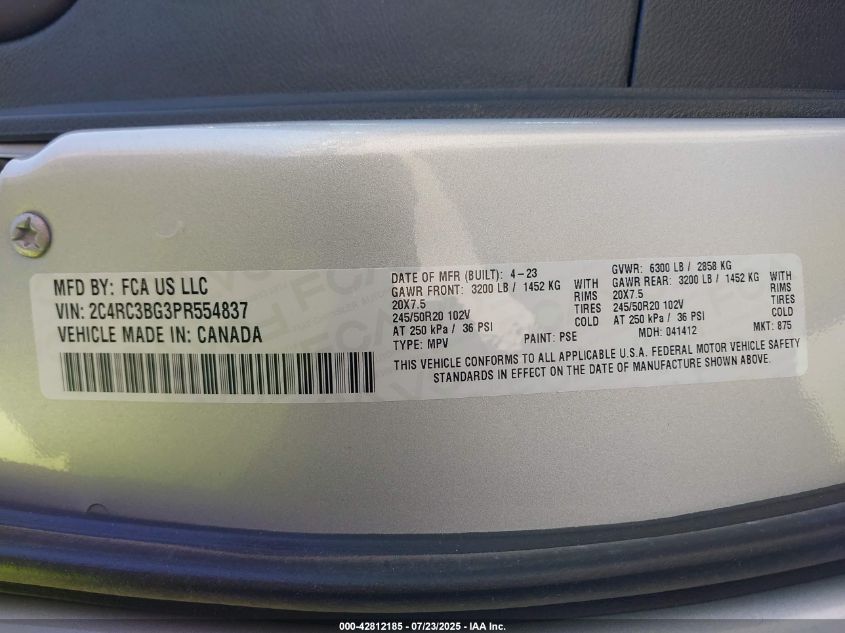 MFD BY: FCA US LLC
VIN: 2C4RC3BG3PR554837
VEHICLE MADE IN: CANADA
DATE OF MFR (BUILT): 4-23
GVWR: 6300 LB / 2858 KG
GAWR FRONT: 3200 LB / 1452 KG WITH
20X7.5 RIMS
245/50R20 102V TIRES
AT 250 kPa / 36 PSI COLD
GAWR REAR: 3200 LB / 1452 KG WITH
20X7.5 RIMS
245/50R20 102V TIRES
AT 250 kPa / 36 PSI COLD
TYPE: MPV PAINT: PSE MDH: 041412 MKT: 875
THIS VEHICLE CONFORMS TO ALL APPLICABLE U.S.A. FEDERAL MOTOR VEHICLE SAFETY
STANDARDS IN EFFECT ON THE DATE OF MANUFACTURE SHOWN ABOVE.
000-42812185 - 07/23/2025 - IAA Inc.